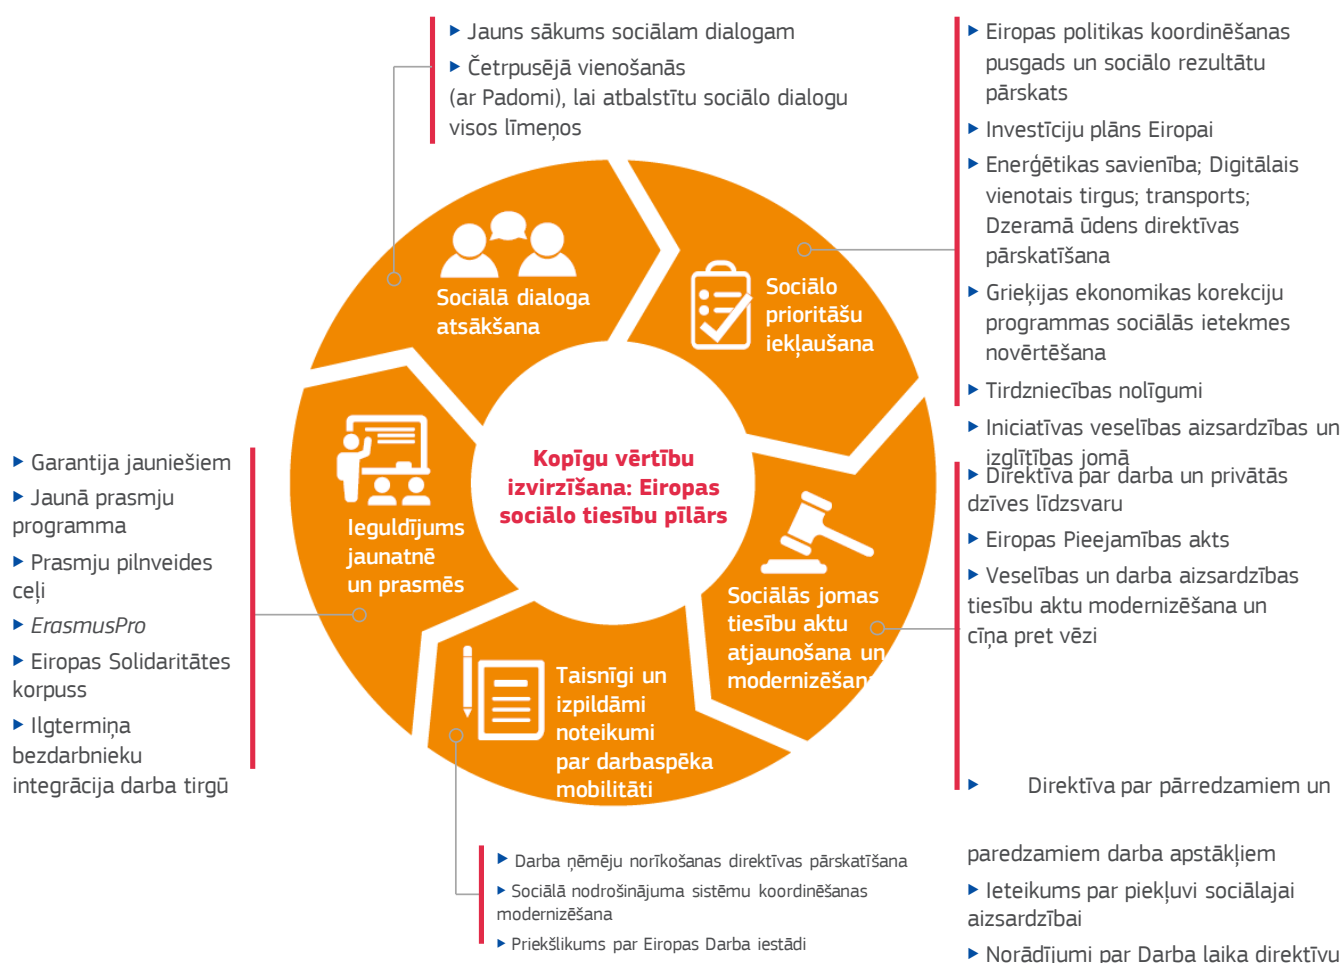 ▶ Jauns sākums sociālam dialogam
▶ Četrpusējā vienošanās
(ar Padomi), lai atbalstītu sociālo dialogu
visos līmeņos
▶ Eiropas politikas koordinēšanas
pusgads un sociālo rezultātu
pārskats
▶ Investīciju plāns Eiropai
▶ Enerģētikas savienība; Digitālais
vienotais tirgus; transports;
Dzeramā ūdens direktīvas
pārskatīšana
▶ Grieķijas ekonomikas korekciju
programmas sociālās ietekmes
novērtēšana
▶ Tirdzniecības nolīgumi
▶ Iniciatīvas veselības aizsardzības un
izglītības jomā
Sociālā dialoga
atsākšana
Sociālo
prioritāšu
iekļaušana
Kopīgu vērtību
izvirzīšana: Eiropas
sociālo tiesību pīlārs
Ieguldījums
jaunatnē
un prasmēs
Sociālās jomas
tiesību aktu
atjaunošana un
modernizēšana
Taisnīgi un
izpildāmi
noteikumi
par darbaspēka
mobilitāti
▶ Garantija jauniešiem
▶ Jaunā prasmju
programma
▶ Prasmju pilnveides
ceļi
▶ ErasmusPro
▶ Eiropas Solidaritātes
korpuss
▶ Ilgtermiņa
bezdarbnieku
integrācija darba tirgū
▶ Direktīva par darba un privātās
dzīves līdzsvaru
▶ Eiropas Pieejamības akts
▶ Veselības un darba aizsardzības
tiesību aktu modernizēšana un
cīņa pret vēzi
▶ Direktīva par pārredzamiem un
paredzamiem darba apstākļiem
▶ Ieteikums par piekļuvi sociālajai
aizsardzībai
▶ Norādījumi par Darba laika direktīvu
▶ Darba ņēmēju norīkošanas direktīvas pārskatīšana
▶ Sociālā nodrošinājuma sistēmu koordinēšanas
modernizēšana
▶ Priekšlikums par Eiropas Darba iestādi